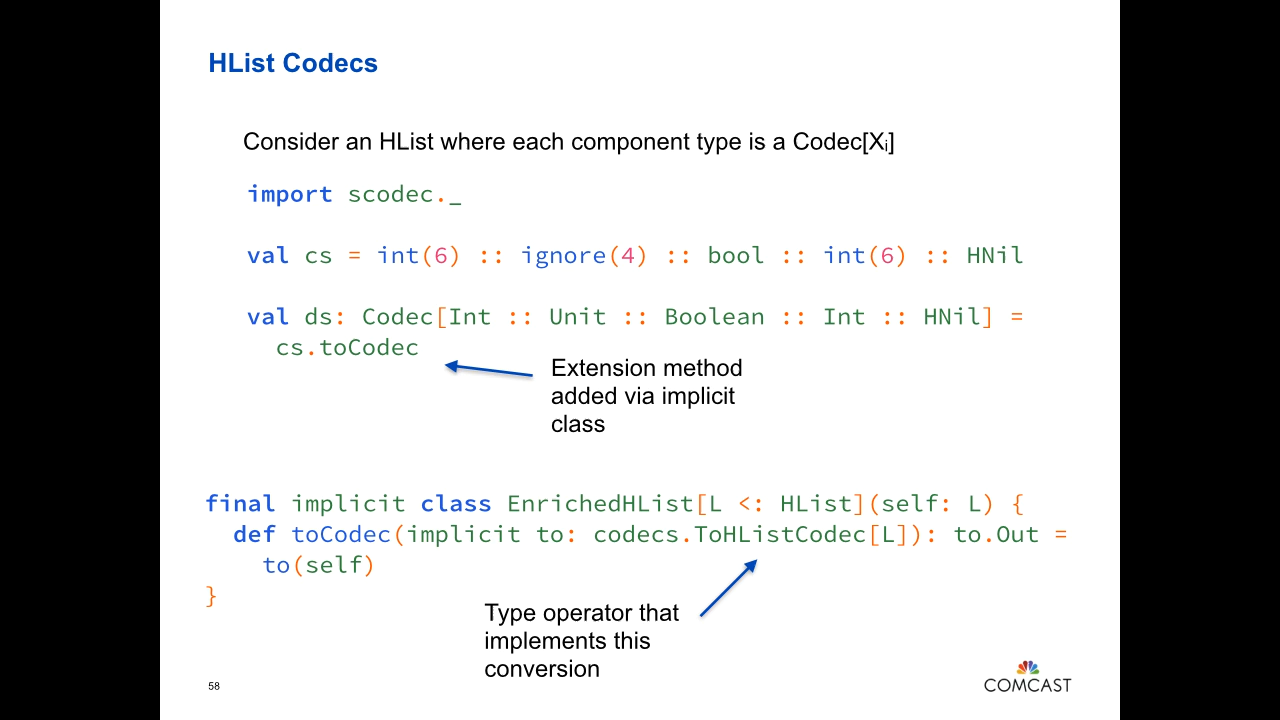 HList Codecs
Consider an HList where each component type is a Codec[Xᵢ]
import scodec._
val cs = int(6) :: ignore(4) :: bool :: int(6) :: HNil
val ds: Codec[Int :: Unit :: Boolean :: Int :: HNil] =
cs.toCodec
Extension method
added via implicit
class
final implicit class EnrichedHList[L <: HList](self: L) {
def toCodec(implicit to: codecs.ToHListCodec[L]): to.Out =
to(self)
}
Type operator that
implements this
conversion
58
COMCAST